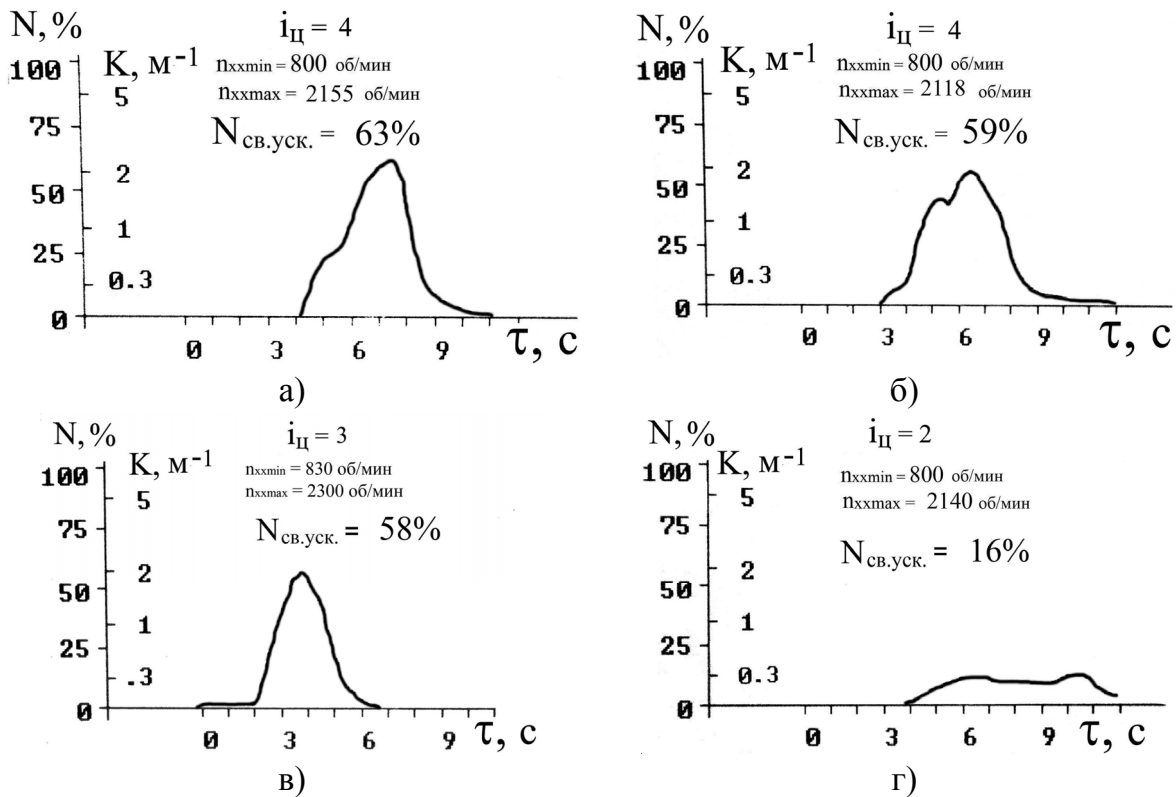 N, %
iц = 4
100
K, м-1
nxxmin = 800 об/мин
5
nxxmax = 2155 об/мин
75
Nсв.уск. = 63%
2
50
1
25
0.3
0
0 3 6 9 τ, с
а)
N, %
iц = 4
100
K, м-1
nxxmin = 800 об/мин
5
nxxmax = 2118 об/мин
75
Nсв.уск. = 59%
2
50
1
25
0.3
0
0 3 6 9 τ, с
б)
N, %
iц = 3
100
K, м-1
nxxmin = 830 об/мин
5
nxxmax = 2300 об/мин
75
Nсв.уск. = 58%
2
50
1
25
.3
0
0 3 6 9 τ, с
в)
N, %
iц = 2
100
K, м-1
nxxmin = 800 об/мин
5
nxxmax = 2140 об/мин
75
Nсв.уск. = 16%
2
50
1
25
0.3
0
0 3 6 9 τ, с
г)